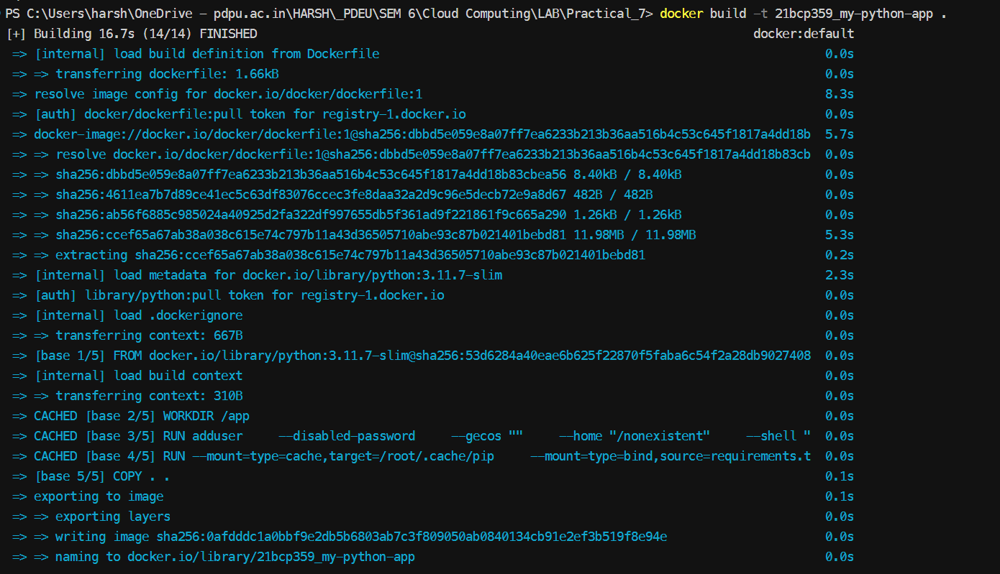 PS C:\Users\harsh\OneDrive - pdpu.ac.in\HARSH\_PDEU\SEM 6\Cloud Computing\LAB\Practical_7> docker build -t 21bcp359_my-python-app .
[+] Building 16.7s (14/14) FINISHED docker:default
=> [internal] load build definition from Dockerfile 0.0s
=> => transferring dockerfile: 1.66kB 0.0s
=> resolve image config for docker.io/docker/dockerfile:1 8.3s
=> [auth] docker/dockerfile:pull token for registry-1.docker.io 0.0s
=> docker-image://docker.io/docker/dockerfile:1@sha256:dbbd5e059e8a07ff7ea6233b213b36aa516b4c53c645f1817a4dd18b 5.7s
=> => resolve docker.io/docker/dockerfile:1@sha256:dbbd5e059e8a07ff7ea6233b213b36aa516b4c53c645f1817a4dd18b83cb 0.0s
=> => sha256:dbbd5e059e8a07ff7ea6233b213b36aa516b4c53c645f1817a4dd18b83cbea56 8.40kB / 8.40kB 0.0s
=> => sha256:4611ea7b7d89ce41ec5c63df83076ccec3fe8daa32a2d9c96e5decb72e9a8d67 482B / 482B 0.0s
=> => sha256:ab56f6885c985024a40925d2fa322df997655db5f361ad9f221861f9c665a290 1.26kB / 1.26kB 0.0s
=> => sha256:ccef65a67ab38a038c615e74c797b11a43d36505710abe93c87b021401bebd81 11.98MB / 11.98MB 5.3s
=> => extracting sha256:ccef65a67ab38a038c615e74c797b11a43d36505710abe93c87b021401bebd81 0.2s
=> [internal] load metadata for docker.io/library/python:3.11.7-slim 2.3s
=> [auth] library/python:pull token for registry-1.docker.io 0.0s
=> [internal] load .dockerignore 0.0s
=> => transferring context: 667B 0.0s
=> [base 1/5] FROM docker.io/library/python:3.11.7-slim@sha256:53d6284a40eae6b625f22870f5faba6c54f2a28db9027408 0.0s
=> [internal] load build context 0.0s
=> => transferring context: 310B 0.0s
=> CACHED [base 2/5] WORKDIR /app 0.0s
=> CACHED [base 3/5] RUN adduser     --disabled-password     --gecos ""     --home "/nonexistent"     --shell " 0.0s
=> CACHED [base 4/5] RUN --mount=type=cache,target=/root/.cache/pip     --mount=type=bind,source=requirements.t 0.0s
=> [base 5/5] COPY . . 0.1s
=> exporting to image 0.1s
=> => exporting layers 0.0s
=> => writing image sha256:0afdddc1a0bbf9e2db5b6803ab7c3f809050ab0840134cb91e2ef3b519f8e94e 0.0s
=> => naming to docker.io/library/21bcp359_my-python-app 0.0s